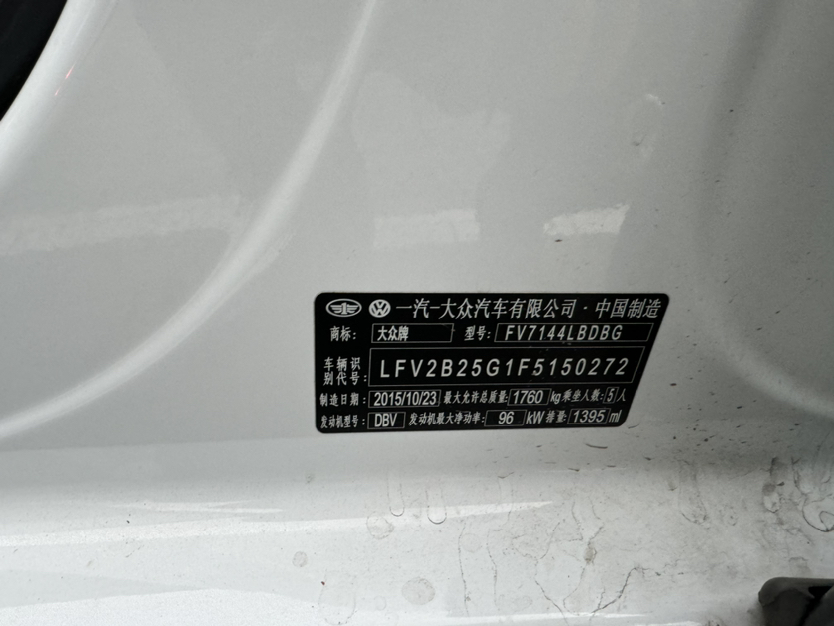 一汽-大众汽车有限公司·中国制造
商标: 大众牌 型号: FV7144LBDBG
车辆识别代号: LFV2B25G1F5150272
制造日期: 2015/10/23 最大允许总质量: 1760 kg 乘坐人数: 5 人
发动机型号: DBV 发动机最大净功率: 96 kW 排量: 1395 ml